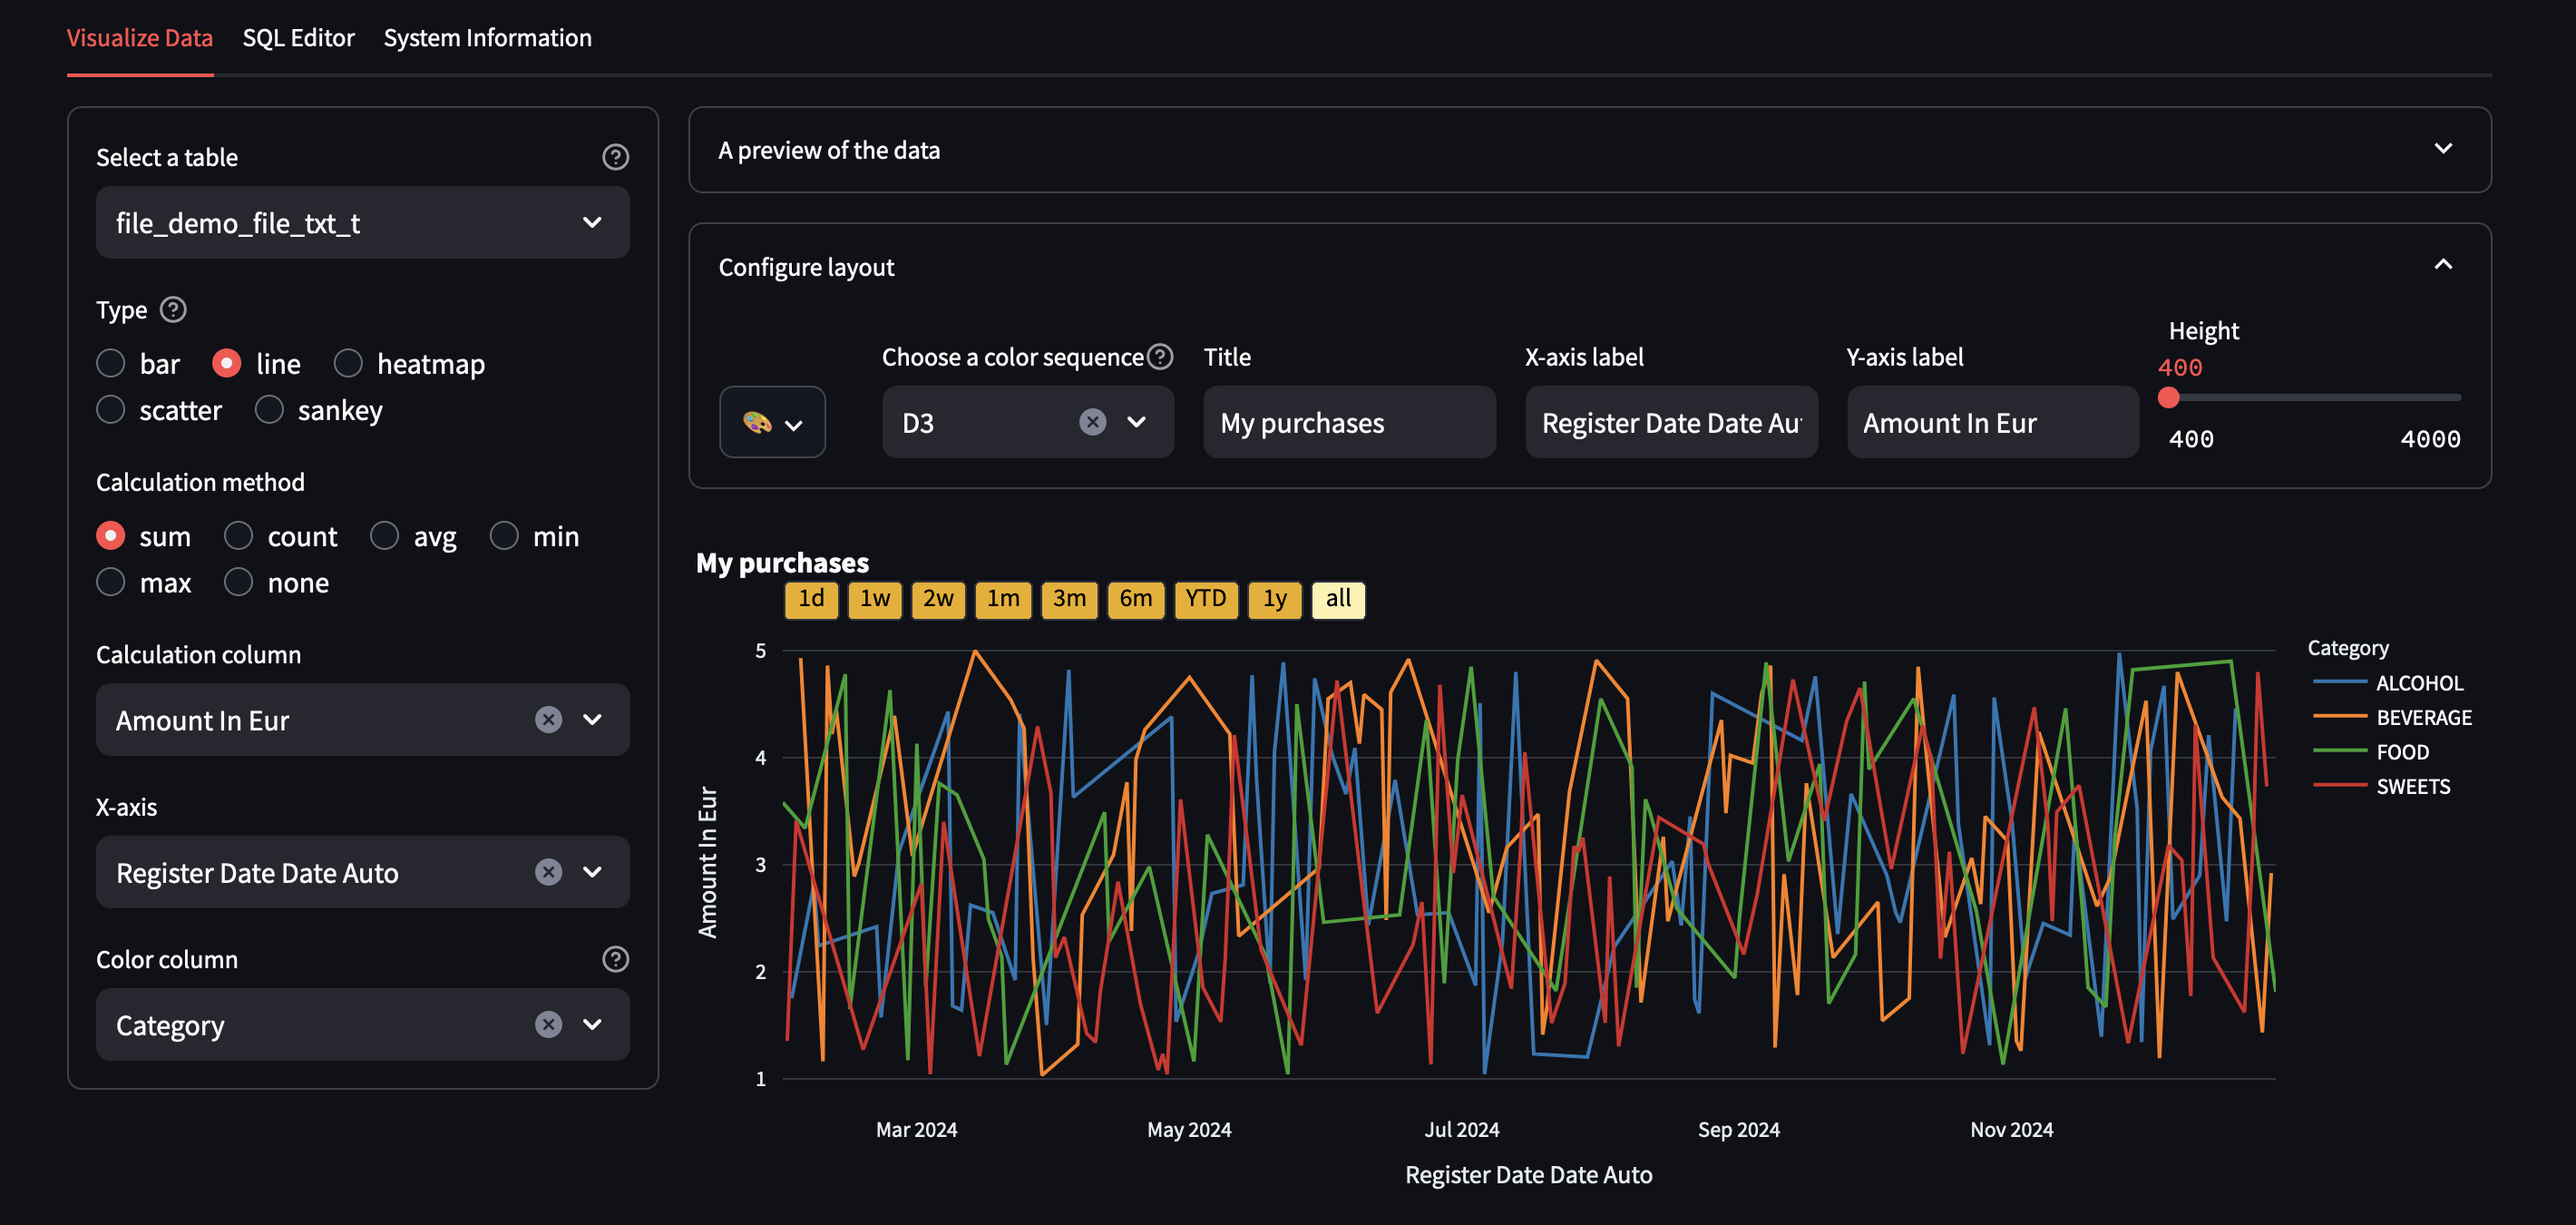 Visualize Data SQL Editor System Information
Select a table
file_demo_file_txt_t
Type
bar line heatmap
scatter sankey
Calculation method
sum count avg min
max none
Calculation column
Amount In Eur
X-axis
Register Date Date Auto
Color column
Category
A preview of the data
Configure layout
Choose a color sequence Title X-axis label Y-axis label Height
400
D3 My purchases Register Date Date Au Amount In Eur
400 4000
My purchases
1d 1w 2w 1m 3m 6m YTD 1y all
5
4
3
2
1
Amount In Eur
Mar 2024 May 2024 Jul 2024 Sep 2024 Nov 2024
Register Date Date Auto
Category
ALCOHOL
BEVERAGE
FOOD
SWEETS